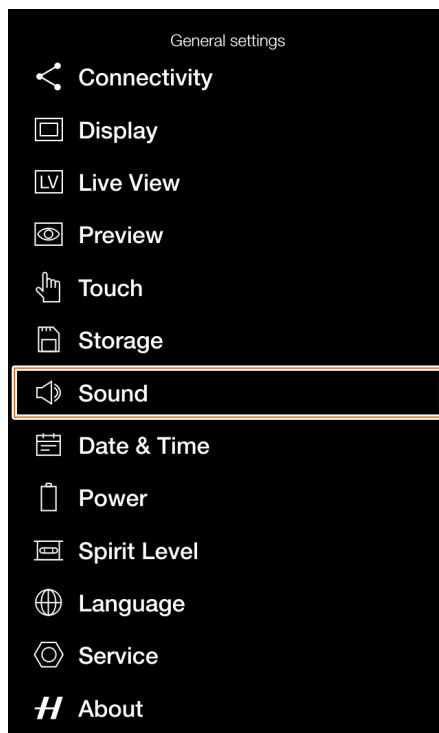 General settings
Connectivity
Display
LV Live View
Preview
Touch
Storage
Sound
Date & Time
Power
Spirit Level
Language
Service
H About